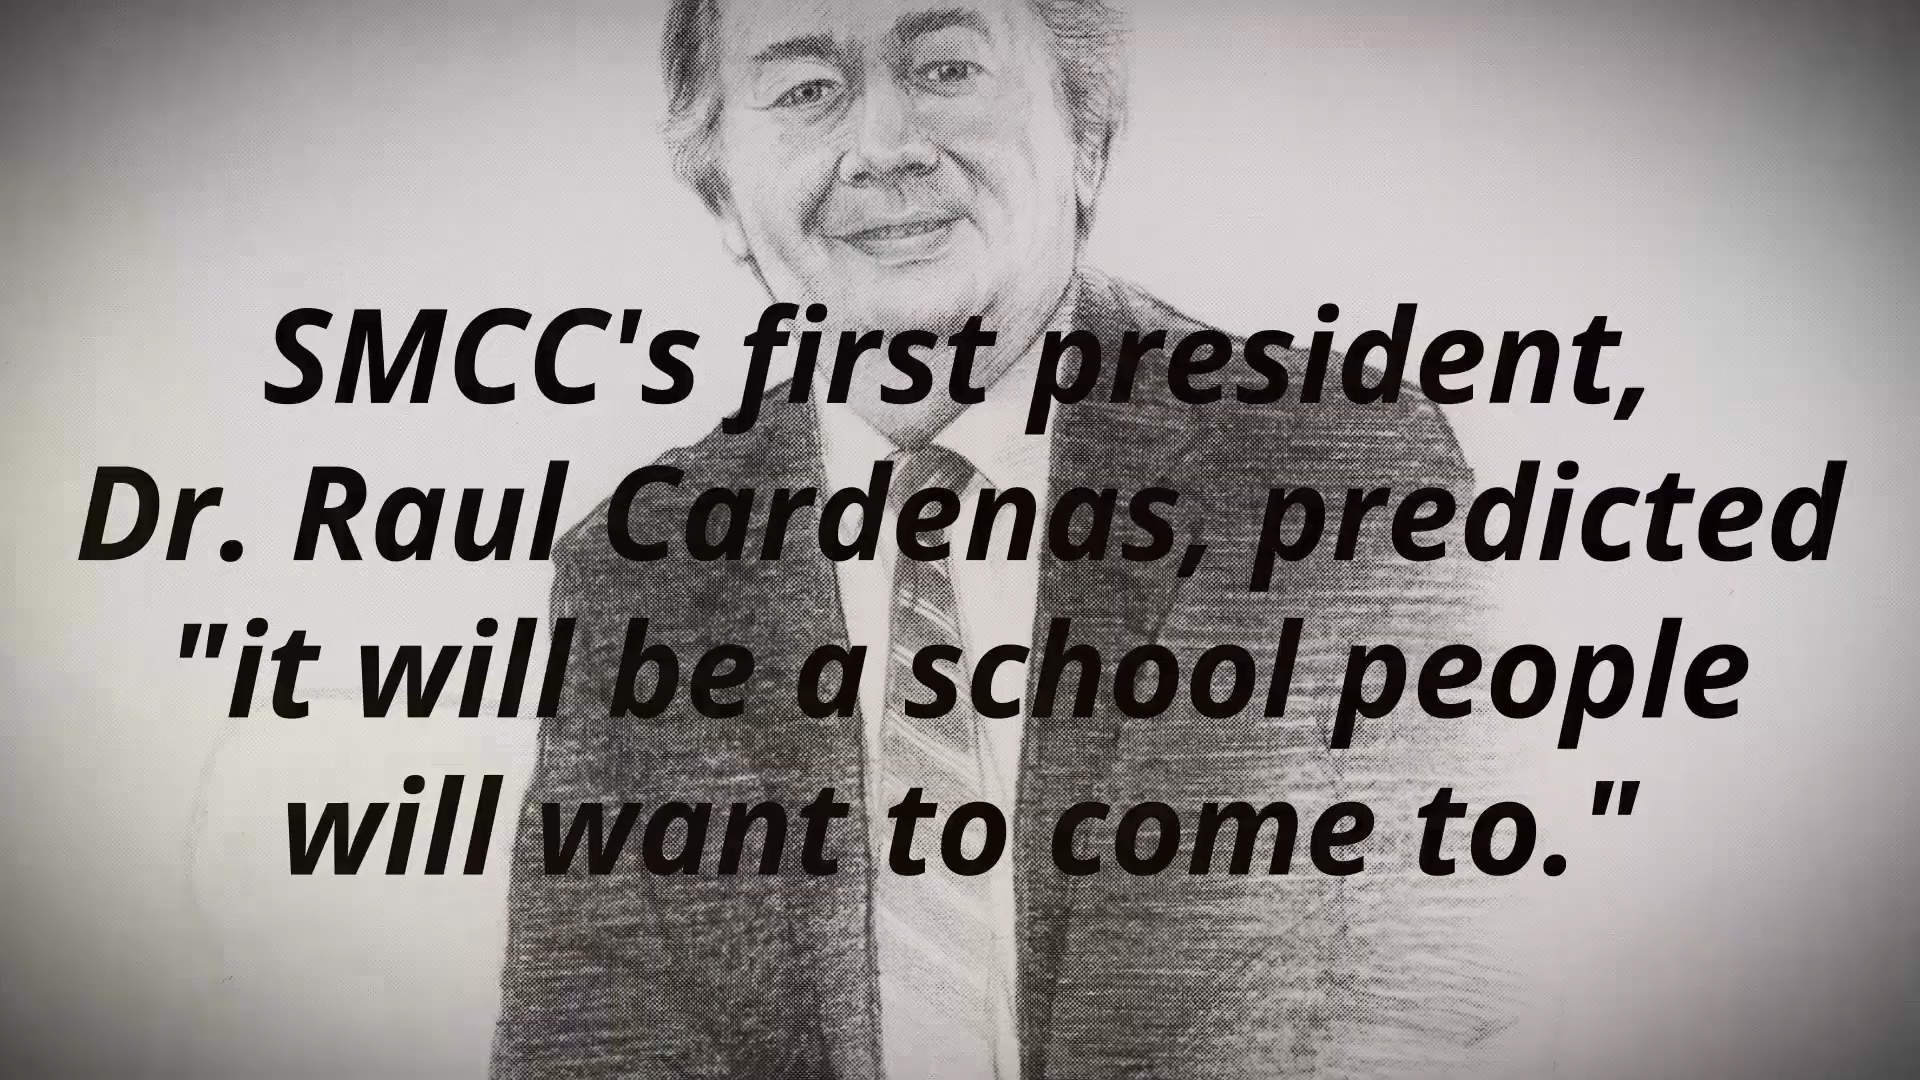 SMCC's first president,
Dr. Raul Cardenas, predicted
"it will be a school people
will want to come to."